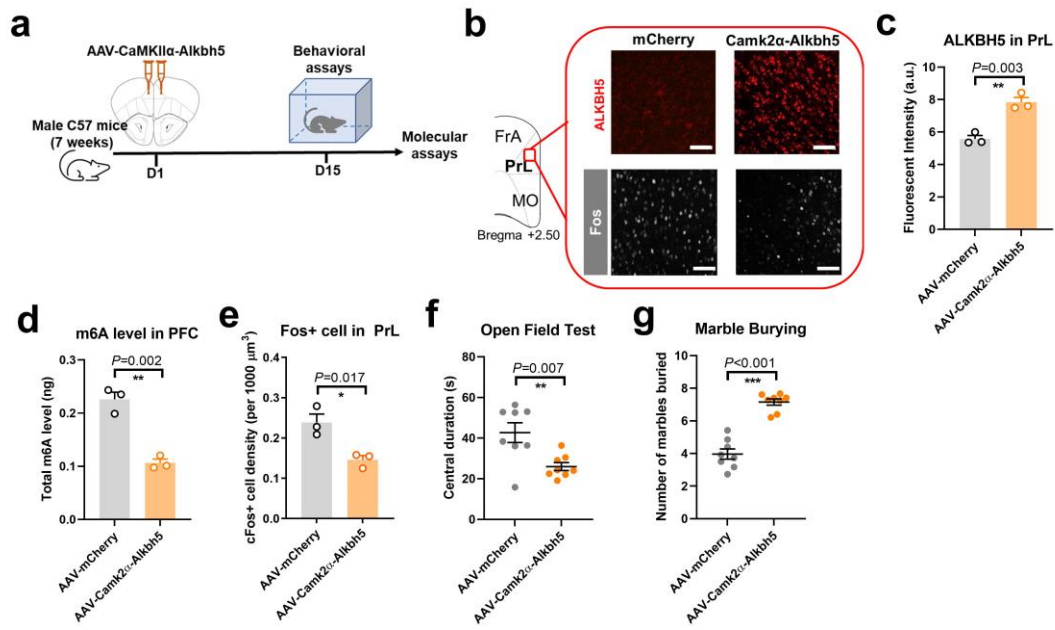 a
AAV-CaMKIIα-Alkbh5
Behavioral
assays
Male C57 mice
(7 weeks)
Molecular
assays
D1
D15
b
mCherry
Camk2α-Alkbh5
ALKBH5
Fos
FrA
PrL
MO
Bregma +2.50
c
ALKBH5 in PrL
P=0.003
**
Fluorescent Intensity (a.u.)
10
8
6
4
2
0
AAV-mCherry
AAV-Camk2α-Alkbh5
d
m6A level in PFC
P=0.002
**
Total m6A level (ng)
0.3
0.2
0.1
0.0
AAV-mCherry
AAV-Camk2α-Alkbh5
e
Fos+ cell in PrL
P=0.017
*
cFos+ cell density (per 1000 μm³)
0.4
0.3
0.2
0.1
0.0
AAV-mCherry
AAV-Camk2α-Alkbh5
f
Open Field Test
P=0.007
**
Central duration (s)
80
60
40
20
0
AAV-mCherry
AAV-Camk2α-Alkbh5
g
Marble Burying
P<0.001
***
Number of marbles buried
10
8
6
4
2
0
AAV-mCherry
AAV-Camk2α-Alkbh5